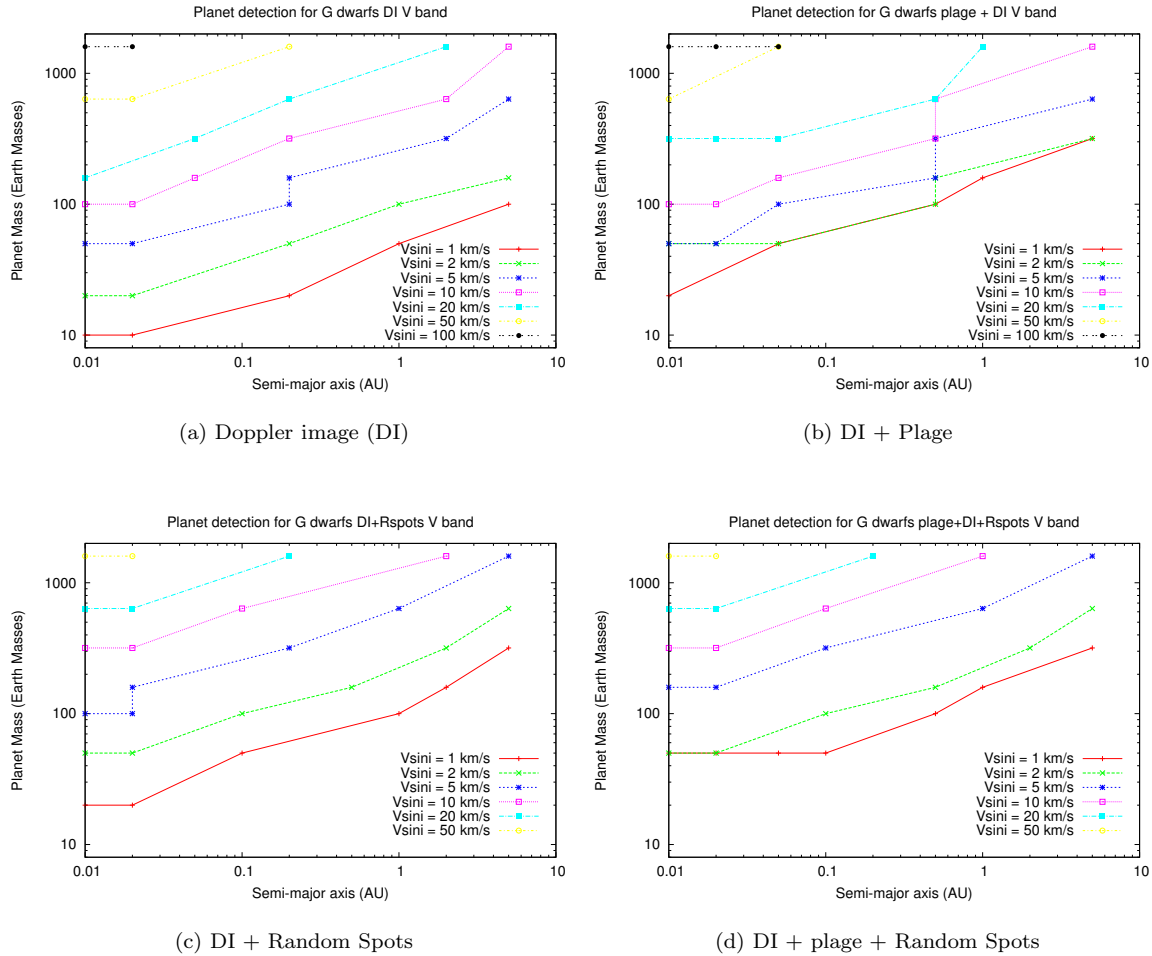 Planet detection for G dwarfs DI V band
Planet Mass (Earth Masses)
1000
100
10
0.01
0.1
1
10
Semi-major axis (AU)
Vsini = 1 km/s
Vsini = 2 km/s
Vsini = 5 km/s
Vsini = 10 km/s
Vsini = 20 km/s
Vsini = 50 km/s
Vsini = 100 km/s
(a) Doppler image (DI)
Planet detection for G dwarfs plage + DI V band
Planet Mass (Earth Masses)
1000
100
10
0.01
0.1
1
10
Semi-major axis (AU)
Vsini = 1 km/s
Vsini = 2 km/s
Vsini = 5 km/s
Vsini = 10 km/s
Vsini = 20 km/s
Vsini = 50 km/s
Vsini = 100 km/s
(b) DI + Plage
Planet detection for G dwarfs DI+Rspots V band
Planet Mass (Earth Masses)
1000
100
10
0.01
0.1
1
10
Semi-major axis (AU)
Vsini = 1 km/s
Vsini = 2 km/s
Vsini = 5 km/s
Vsini = 10 km/s
Vsini = 20 km/s
Vsini = 50 km/s
(c) DI + Random Spots
Planet detection for G dwarfs plage+DI+Rspots V band
Planet Mass (Earth Masses)
1000
100
10
0.01
0.1
1
10
Semi-major axis (AU)
Vsini = 1 km/s
Vsini = 2 km/s
Vsini = 5 km/s
Vsini = 10 km/s
Vsini = 20 km/s
Vsini = 50 km/s
(d) DI + plage + Random Spots